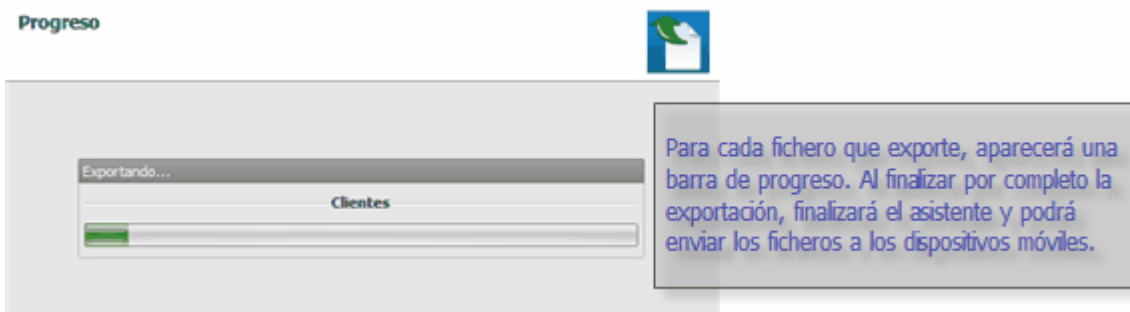 Progreso
Exportando...
Clientes
Para cada fichero que exporte, aparecerá una
barra de progreso. Al finalizar por completo la
exportación, finalizará el asistente y podrá
enviar los ficheros a los dispositivos móviles.